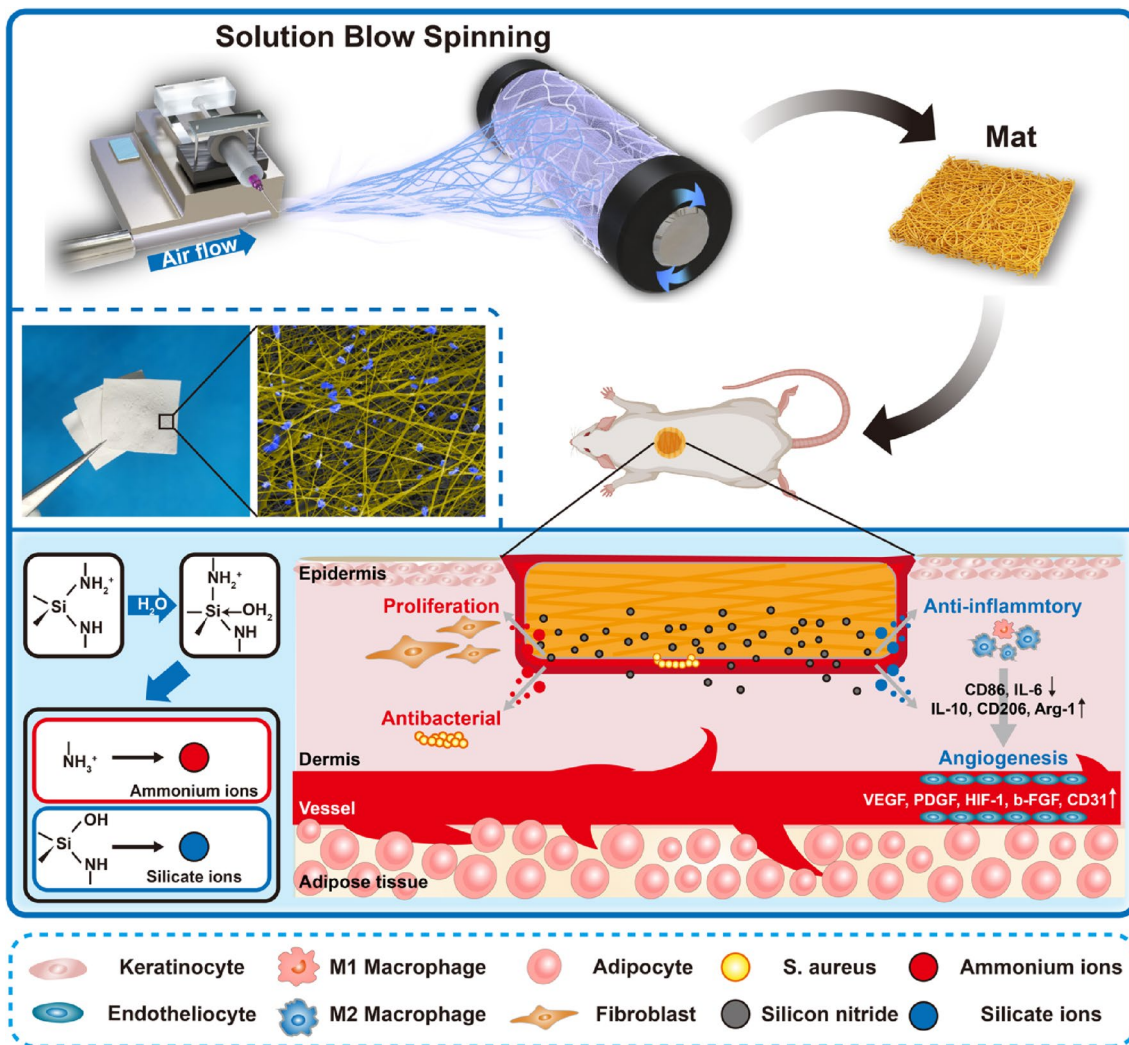 Solution Blow Spinning
Mat
Air flow
NH₂⁺
Si
NH
H₂O
NH₂⁺
Si
OH₂
NH
NH₃⁺
Ammonium ions
OH
Si
NH
Silicate ions
Epidermis
Proliferation
Antibacterial
Dermis
Vessel
Adipose tissue
Anti-inflammtory
CD86, IL-6 ↓
IL-10, CD206, Arg-1 ↑
Angiogenesis
VEGF, PDGF, HIF-1, b-FGF, CD31 ↑
Keratinocyte
M1 Macrophage
Adipocyte
S. aureus
Ammonium ions
Endotheliocyte
M2 Macrophage
Fibroblast
Silicon nitride
Silicate ions